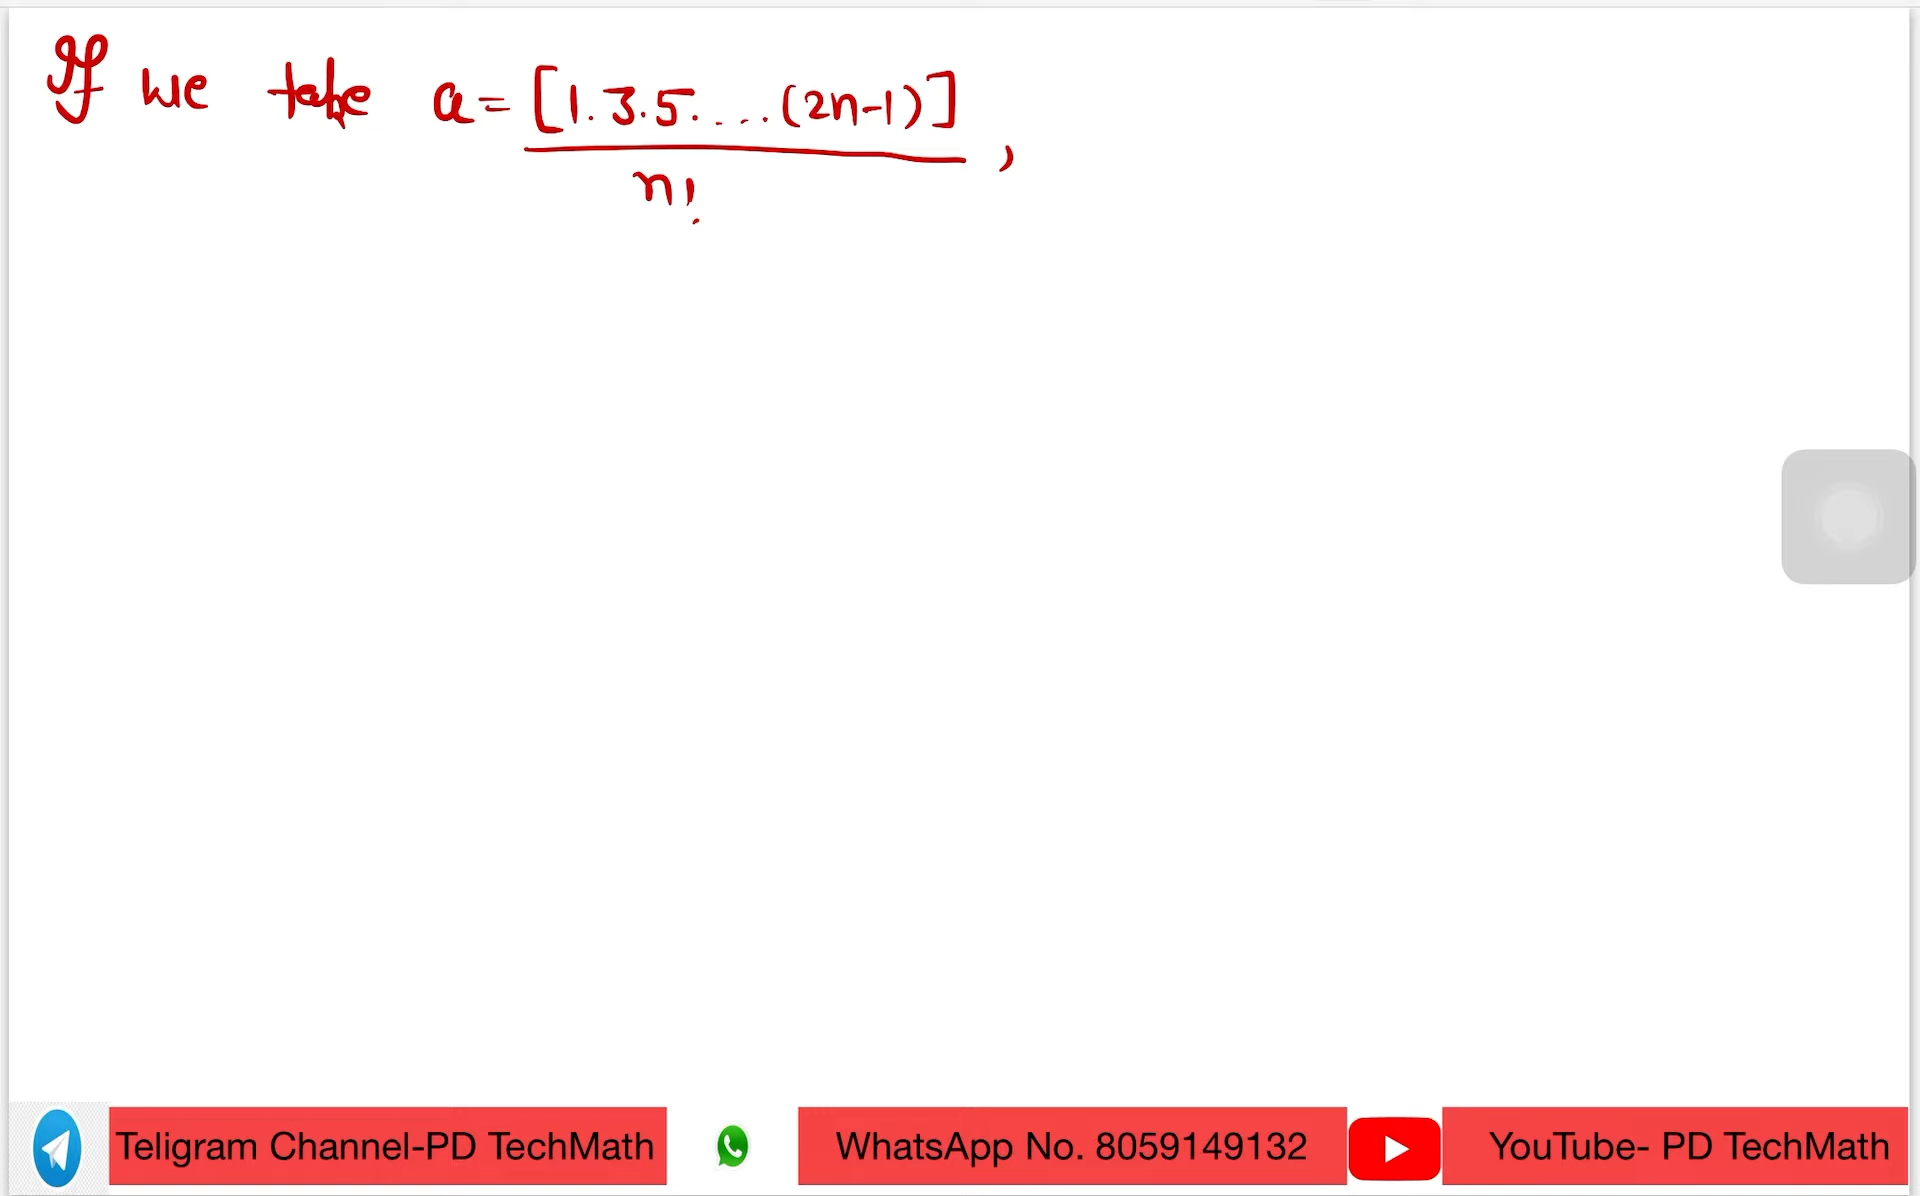 If we take a = [1.3.5. ... (2n-1)] / n! ,
Teligram Channel-PD TechMath
WhatsApp No. 8059149132
YouTube- PD TechMath